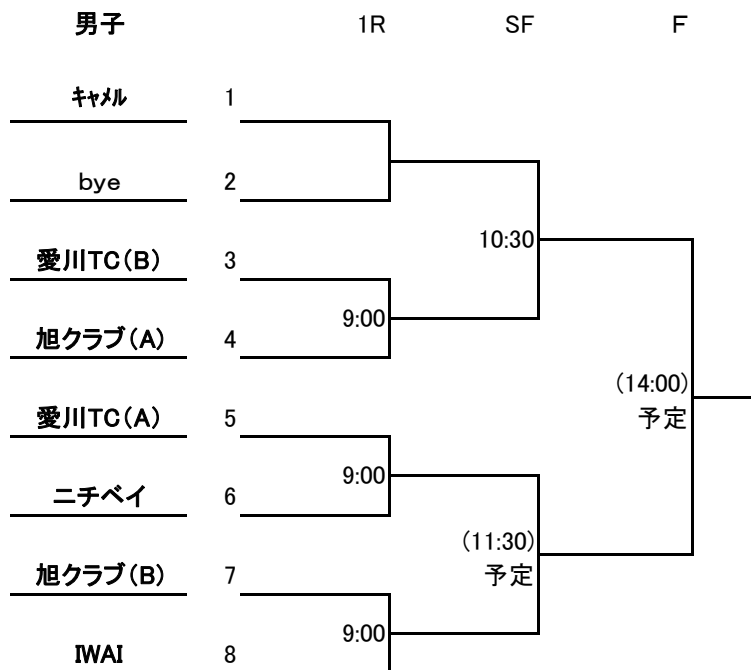 男子 1R SF F
ｷｬﾒﾙ 1
bye 2
10:30
愛川TC(B) 3
9:00
旭クラブ(A) 4
(14:00)
予定
愛川TC(A) 5
9:00
ニチベイ 6
(11:30)
予定
旭クラブ(B) 7
9:00
IWAI 8